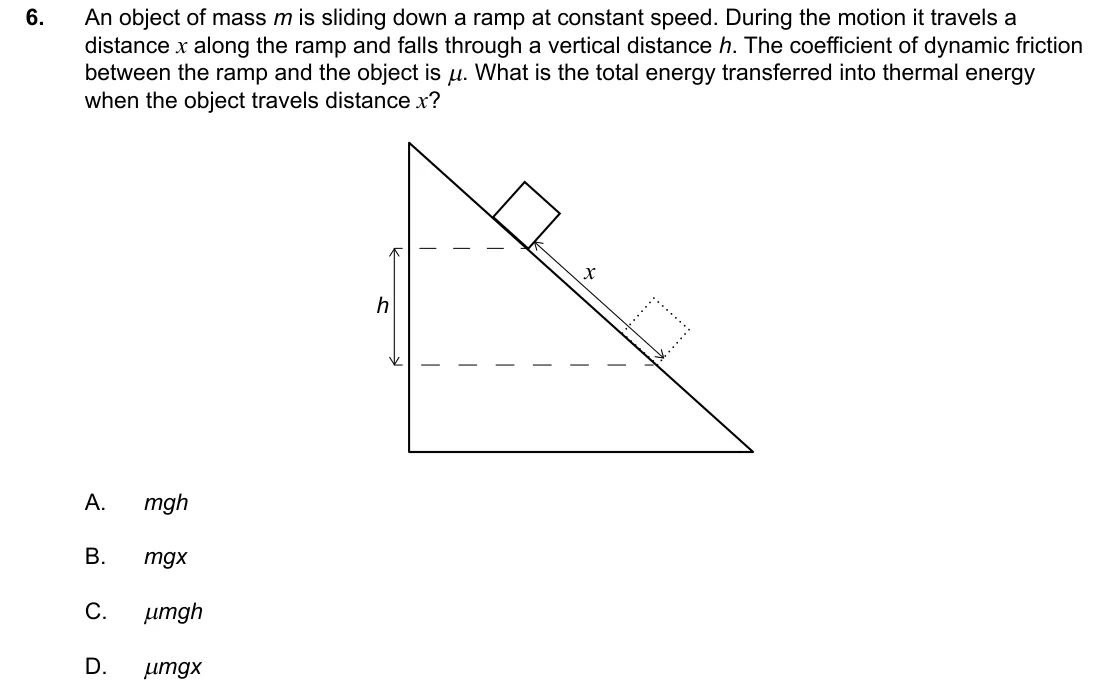 6. An object of mass m is sliding down a ramp at constant speed. During the motion it travels a
distance x along the ramp and falls through a vertical distance h. The coefficient of dynamic friction
between the ramp and the object is μ. What is the total energy transferred into thermal energy
when the object travels distance x?
x
h
A. mgh
B. mgx
C. μmgh
D. μmgx